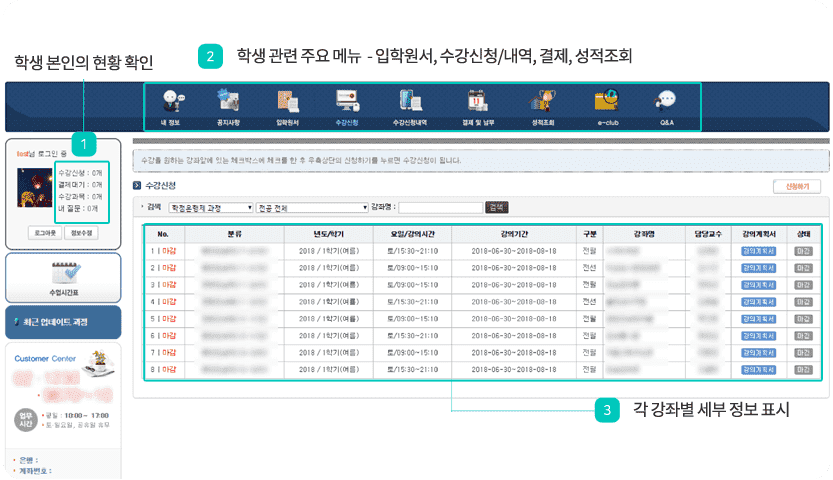 2 학생 관련 주요 메뉴 - 입학원서, 수강신청/내역, 결제, 성적조회
학생 본인의 현황 확인
내 정보 공지사항 입학원서 수강신청 수강신청내역 결제 및 납부 성적조회 e-club Q&A
1
test님 로그인 중
수강신청 : 0개
결제대기 : 0개
수강과목 : 0개
내 질문 : 0개
로그아웃 정보수정
수업시간표
최근 업데이트 과정
Customer Center
업무시간
평일 : 10:00~ 17:00
토·일요일, 공휴일 휴무
은행 :
계좌번호 :
수강을 원하는 강좌앞에 있는 체크박스에 체크를 한 후 우측상단의 신청하기를 누르면 수강신청이 됩니다.
수강신청 신청하기
검색 학점은행제 과정 전공 전체 강좌명 : 검색
No. 분류 년도/학기 요일/강의시간 강의기간 구분 강좌명 담당교수 강의계획서 상태
1 | 마감 2018 / 1학기(여름) 토/15:30~21:10 2018-06-30~2018-08-18 전필 강의계획서 마감
2 | 마감 2018 / 1학기(여름) 토/09:00~15:10 2018-06-30~2018-08-18 전선 강의계획서 마감
3 | 마감 2018 / 1학기(여름) 토/09:00~15:10 2018-06-30~2018-08-18 전필 강의계획서 마감
4 | 마감 2018 / 1학기(여름) 토/15:30~21:10 2018-06-30~2018-08-18 전선 강의계획서 마감
5 | 마감 2018 / 1학기(여름) 토/09:00~15:10 2018-06-30~2018-08-18 전필 강의계획서 마감
6 | 마감 2018 / 1학기(여름) 토/15:30~21:10 2018-06-30~2018-08-18 전필 강의계획서 마감
7 | 마감 2018 / 1학기(여름) 토/09:00~15:10 2018-06-30~2018-08-18 전필 강의계획서 마감
8 | 마감 2018 / 1학기(여름) 토/15:30~21:10 2018-06-30~2018-08-18 전필 강의계획서 마감
3 각 강좌별 세부 정보 표시